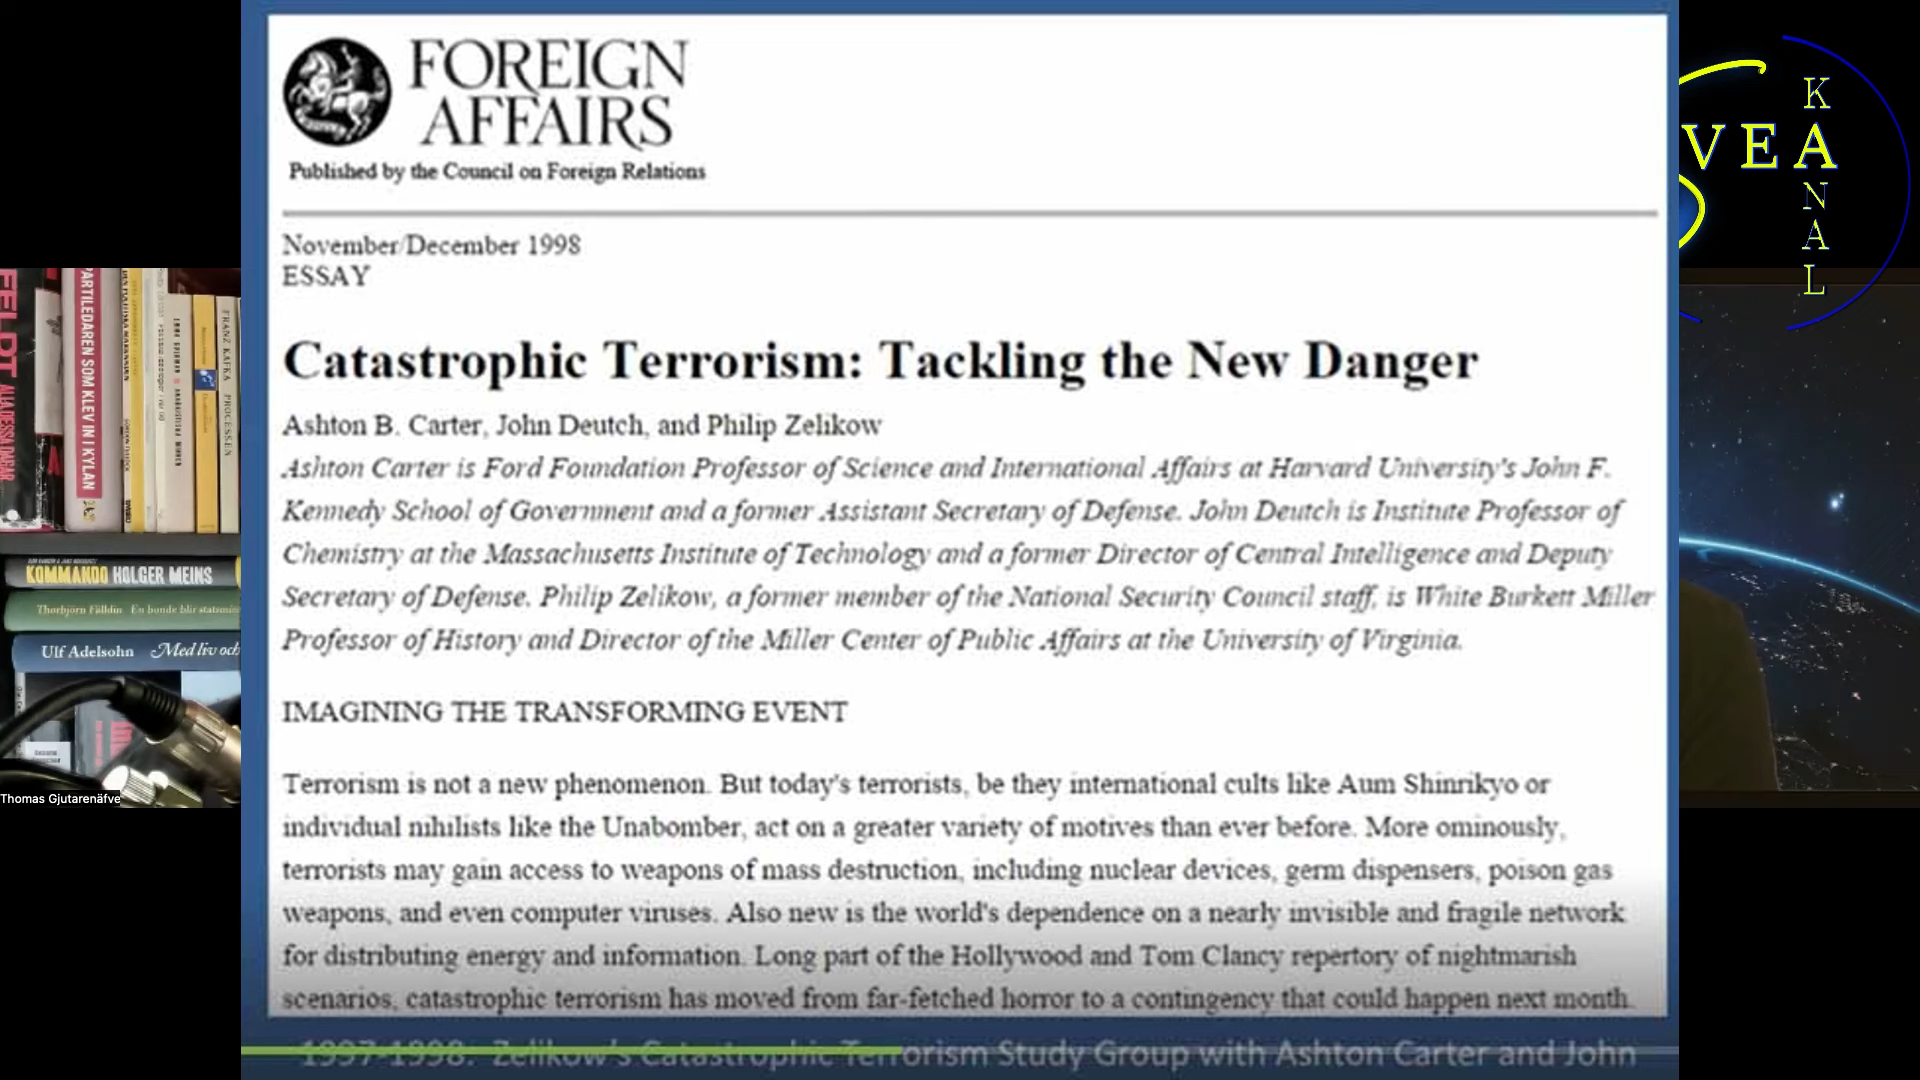 FOREIGN
AFFAIRS
Published by the Council on Foreign Relations
November/December 1998
ESSAY
Catastrophic Terrorism: Tackling the New Danger
Ashton B. Carter, John Deutch, and Philip Zelikow
Ashton Carter is Ford Foundation Professor of Science and International Affairs at Harvard University's John F.
Kennedy School of Government and a former Assistant Secretary of Defense. John Deutch is Institute Professor of
Chemistry at the Massachusetts Institute of Technology and a former Director of Central Intelligence and Deputy
Secretary of Defense. Philip Zelikow, a former member of the National Security Council staff, is White Burkett Miller
Professor of History and Director of the Miller Center of Public Affairs at the University of Virginia.
IMAGINING THE TRANSFORMING EVENT
Terrorism is not a new phenomenon. But today's terrorists, be they international cults like Aum Shinrikyo or
individual nihilists like the Unabomber, act on a greater variety of motives than ever before. More ominously,
terrorists may gain access to weapons of mass destruction, including nuclear devices, germ dispensers, poison gas
weapons, and even computer viruses. Also new is the world's dependence on a nearly invisible and fragile network
for distributing energy and information. Long part of the Hollywood and Tom Clancy repertory of nightmarish
scenarios, catastrophic terrorism has moved from far-fetched horror to a contingency that could happen next month.
1997-1998: Zelikow's Catastrophic Terrorism Study Group with Ashton Carter and John
VEA
KANAL
PARTILEDAREN SOM KLEV IN I KYLAN
FRANZ KAFKA PROCESSEN
KOMMANDO HOLGER MEINS
Thorbjörn Fälldin En bonde blir statsmin
Ulf Adelsohn Med liv och
Thomas Gjutarenäfve